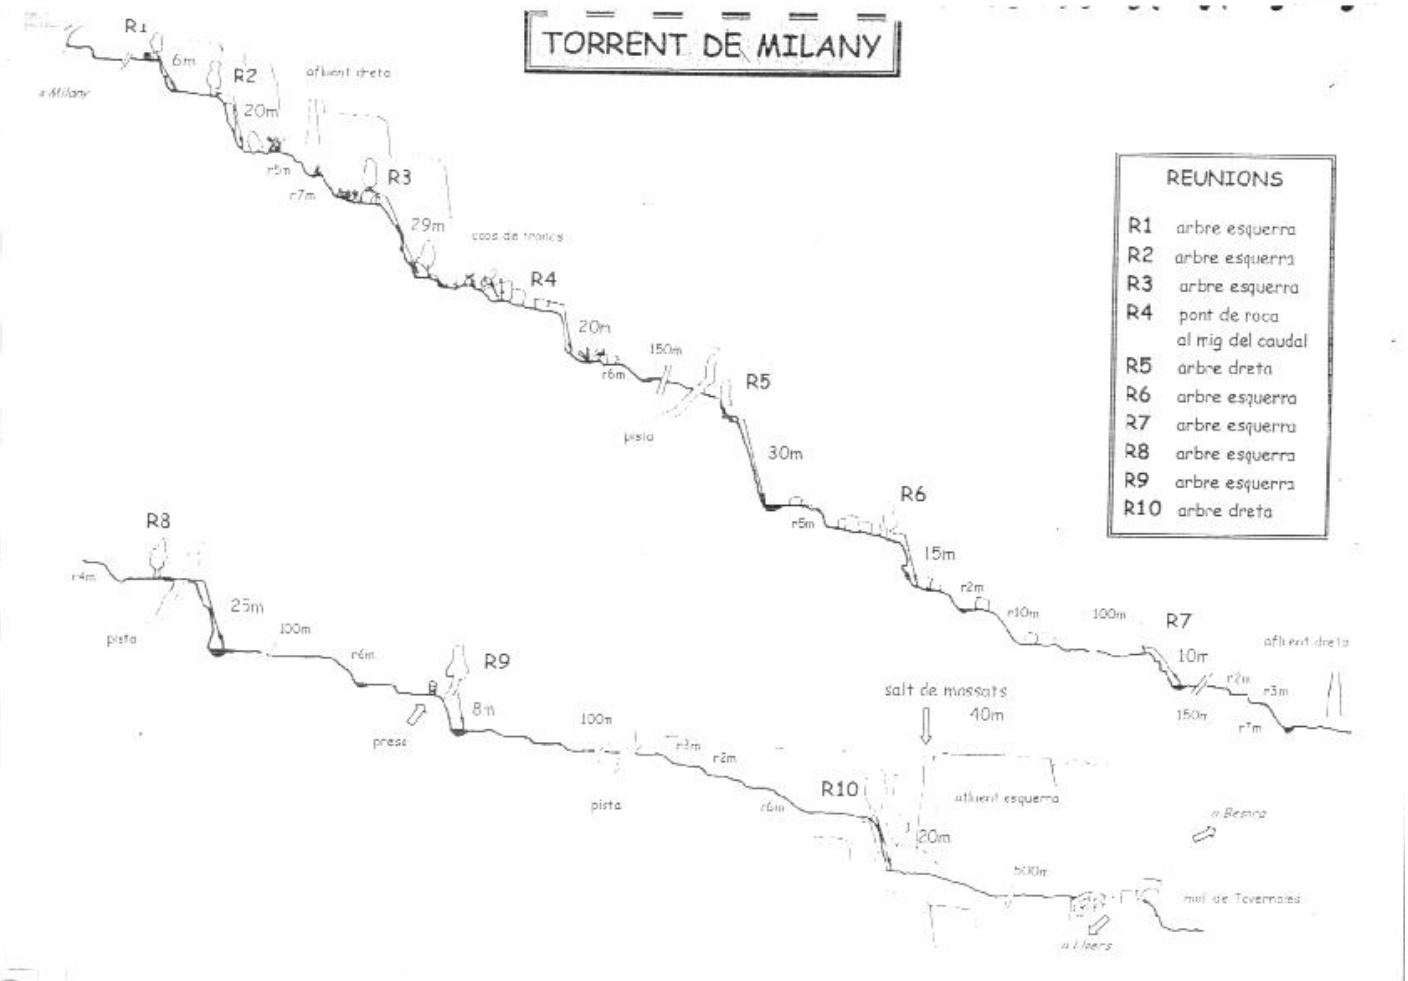 TORRENT DE MILANY
R1
6m
a Milany
R2
20m
afluent dreta
r5m
r7m
R3
29m
caos de troncs
R4
20m
r6m
150m
pista
R5
30m
r5m
R6
15m
r2m
r10m
100m
R7
10m
150m
r2m
r3m
r7m
afluent dreta
REUNIONS
R1 arbre esquerra
R2 arbre esquerra
R3 arbre esquerra
R4 pont de roca
al mig del caudal
R5 arbre dreta
R6 arbre esquerra
R7 arbre esquerra
R8 arbre esquerra
R9 arbre esquerra
R10 arbre dreta
r4m
R8
pista
25m
100m
r6m
presa
R9
8m
100m
pista
r3m
r2m
r6m
R10
20m
salt de mossats
40m
afluent esquerra
500m
a Besora
molí de Tavernoles